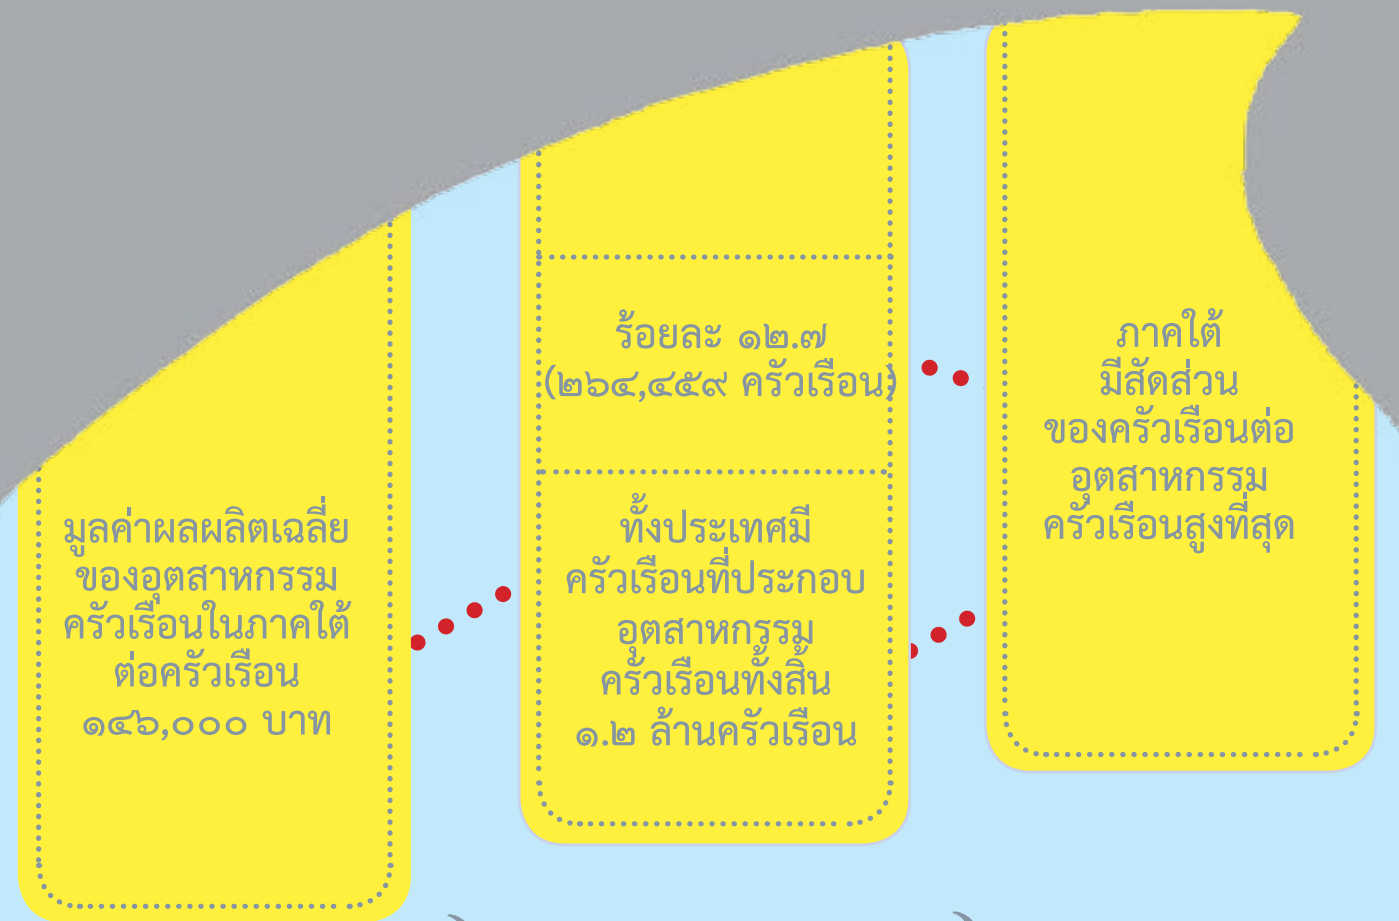 มูลค่าผลผลิตเฉลี่ย
ของอุตสาหกรรม
ครัวเรือนในภาคใต้
ต่อครัวเรือน
๑๔๖,๐๐๐ บาท
ร้อยละ ๑๒.๗
(๒๖๔,๔๕๙ ครัวเรือน)
ทั้งประเทศมี
ครัวเรือนที่ประกอบ
อุตสาหกรรม
ครัวเรือนทั้งสิ้น
๑.๒ ล้านครัวเรือน
ภาคใต้
มีสัดส่วน
ของครัวเรือนต่อ
อุตสาหกรรม
ครัวเรือนสูงที่สุด